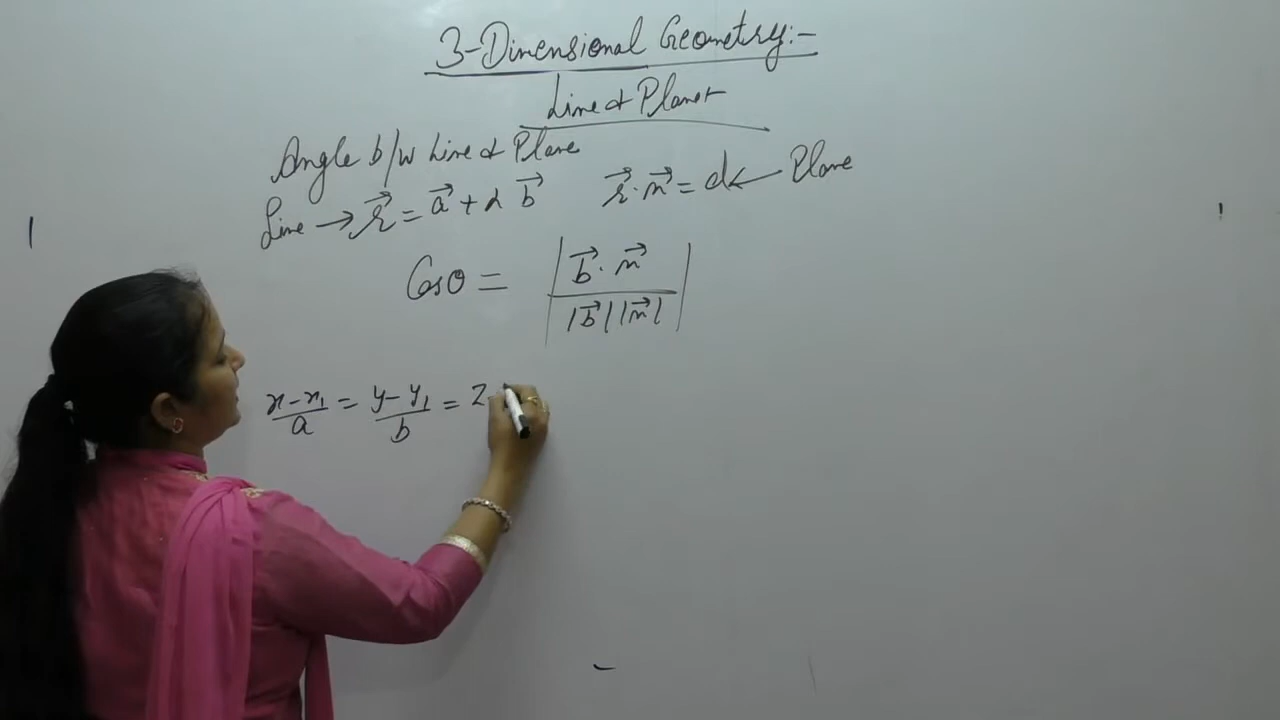 3-Dimensional Geometry:-
Line & Plane
Angle b/w Line & Plane
Line → r⃗ = a⃗ + λ b⃗ r⃗ . n⃗ = d ← Plane
Cosθ = | b⃗ . n⃗ / |b⃗| |n⃗| |
x - x₁ / a = y - y₁ / b = z